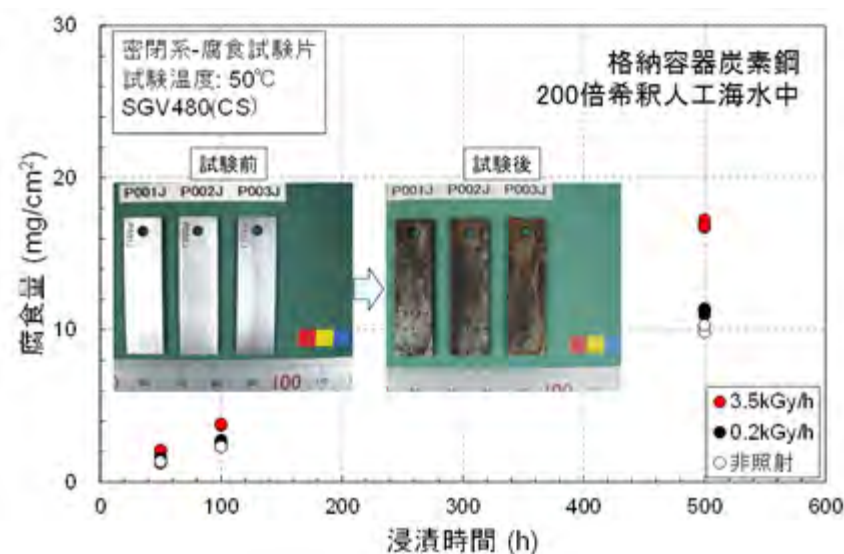 30
20
10
0
腐食量 (mg/cm²)
密閉系-腐食試験片
試験温度: 50℃
SGV480(CS)
格納容器炭素鋼
200倍希釈人工海水中
試験前
試験後
P001J P002J P003J
P001J P002J P003J
100
100
3.5kGy/h
0.2kGy/h
非照射
0 100 200 300 400 500 600
浸漬時間 (h)